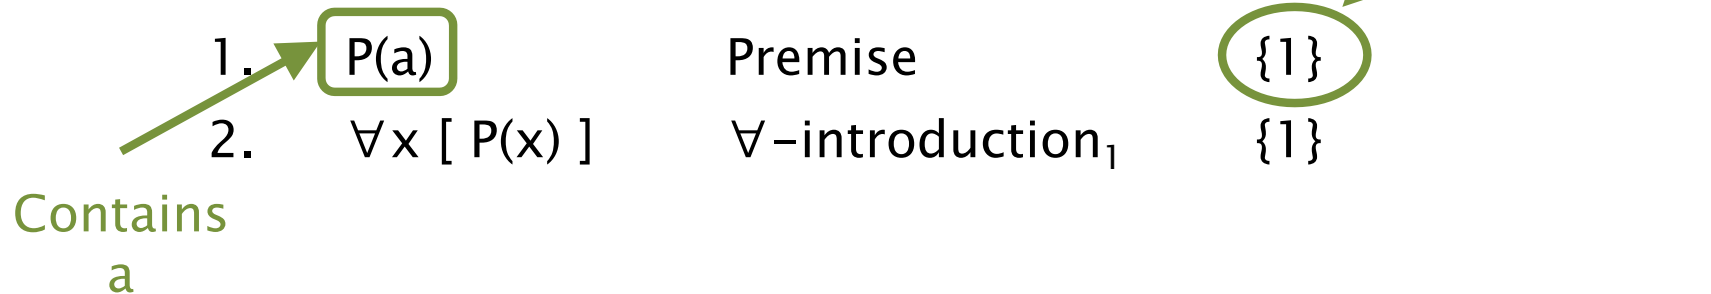 1. P(a) Premise {1}
2. ∀x [ P(x) ] ∀-introduction₁ {1}
Contains
a